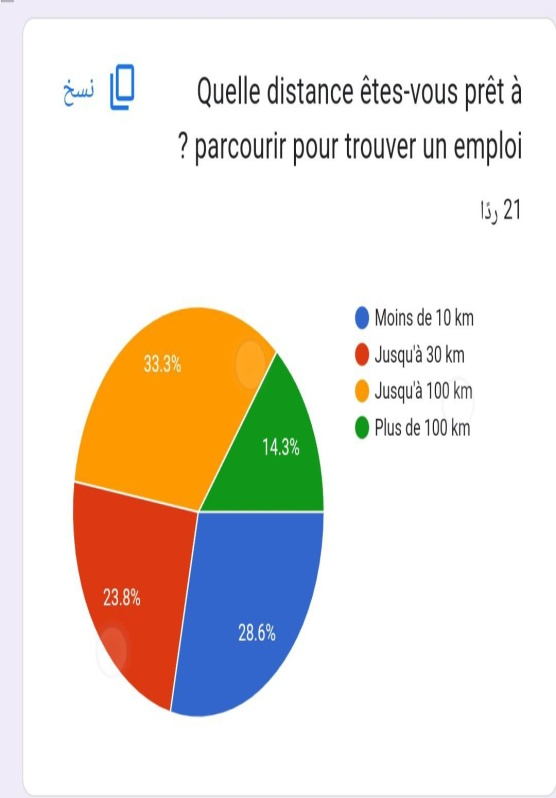 Quelle distance êtes-vous prêt à
? parcourir pour trouver un emploi
نسخ
21 ردًا
Moins de 10 km
Jusqu'à 30 km
Jusqu'à 100 km
Plus de 100 km
33.3%
14.3%
23.8%
28.6%